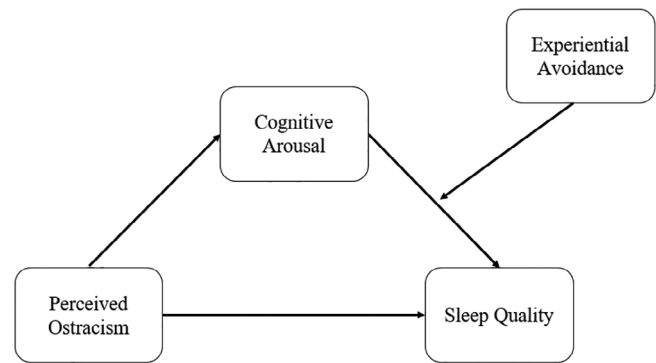 Experiential
Avoidance
Cognitive
Arousal
Perceived
Ostracism
Sleep Quality